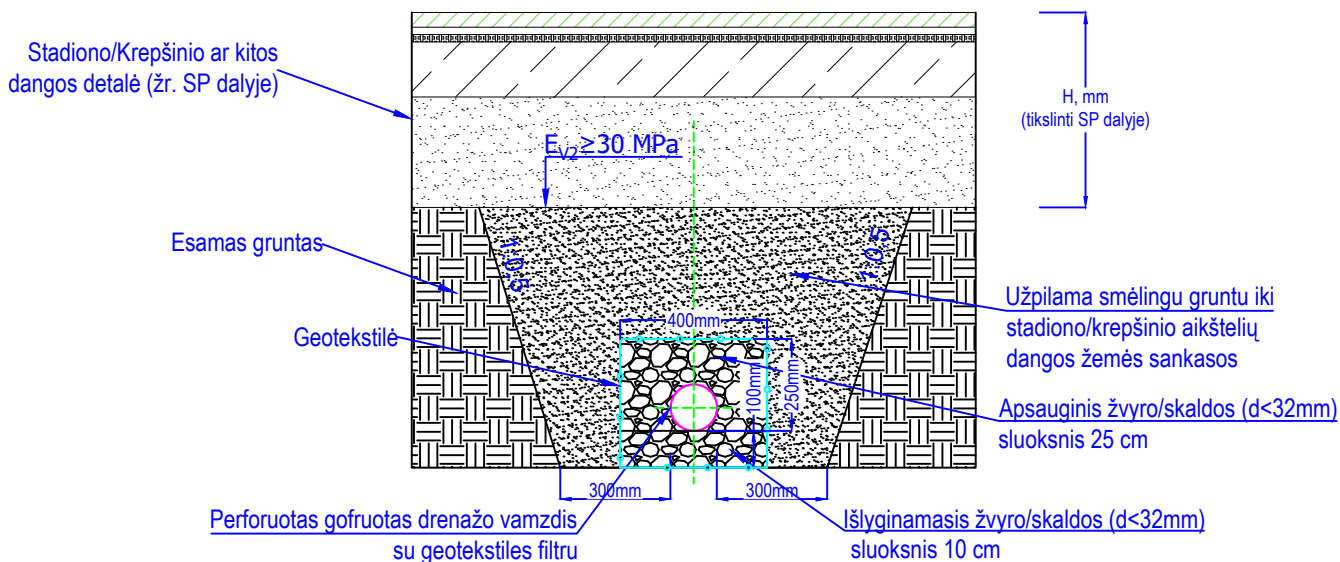 Stadiono/Krepšinio ar kitos
dangos detalė (žr. SP dalyje)
H, mm
(tikslinti SP dalyje)
EV2≥30 MPa
Esamas gruntas
1:0.5
1:0.5
Užpilama smėlingu gruntu iki
stadiono/krepšinio aikštelių
dangos žemės sankasos
400mm
Geotekstilė
100mm
250mm
Apsauginis žvyro/skaldos (d<32mm)
sluoksnis 25 cm
300mm
300mm
Perforuotas gofruotas drenažo vamzdis
su geotekstiles filtru
Išlyginamasis žvyro/skaldos (d<32mm)
sluoksnis 10 cm